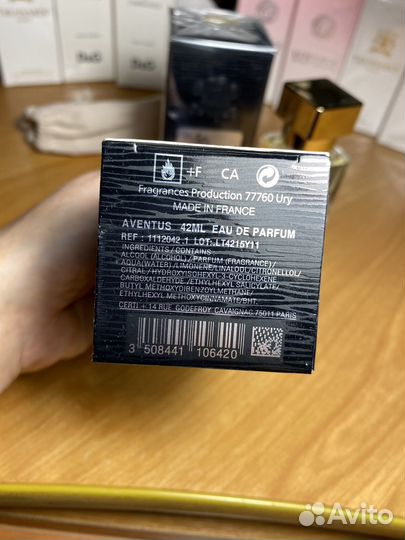 D&G
D&G
+F CA
Fragrances Production 77760 Ury
MADE IN FRANCE
AVENTUS 42ML EAU DE PARFUM
REF : 1112042 1 LOT:.LT4215Y11
INGREDIENTS / CONTAINS :
ALCOOL (ALCOHOL) / PARFUM (FRAGRANCE) /
AQUA(WATER) /LIMONENE/LINALOOL/CITRONELLOL/
CITRAL /HYDROXYISOHEXYL-3-CYCLOHEXENE
CARBOXALDEHYDE / ETHYLHEXYL SALICYLATE/
BUTYL METHOXYDIBENZOYLMETHANE/
ETHYLHEXYL METHOXYCINNAMATE/BHT.
CERTI : 14 RUE GODEFROY CAVAIGNAC.75011 PARIS
3 508441 106420
Avito